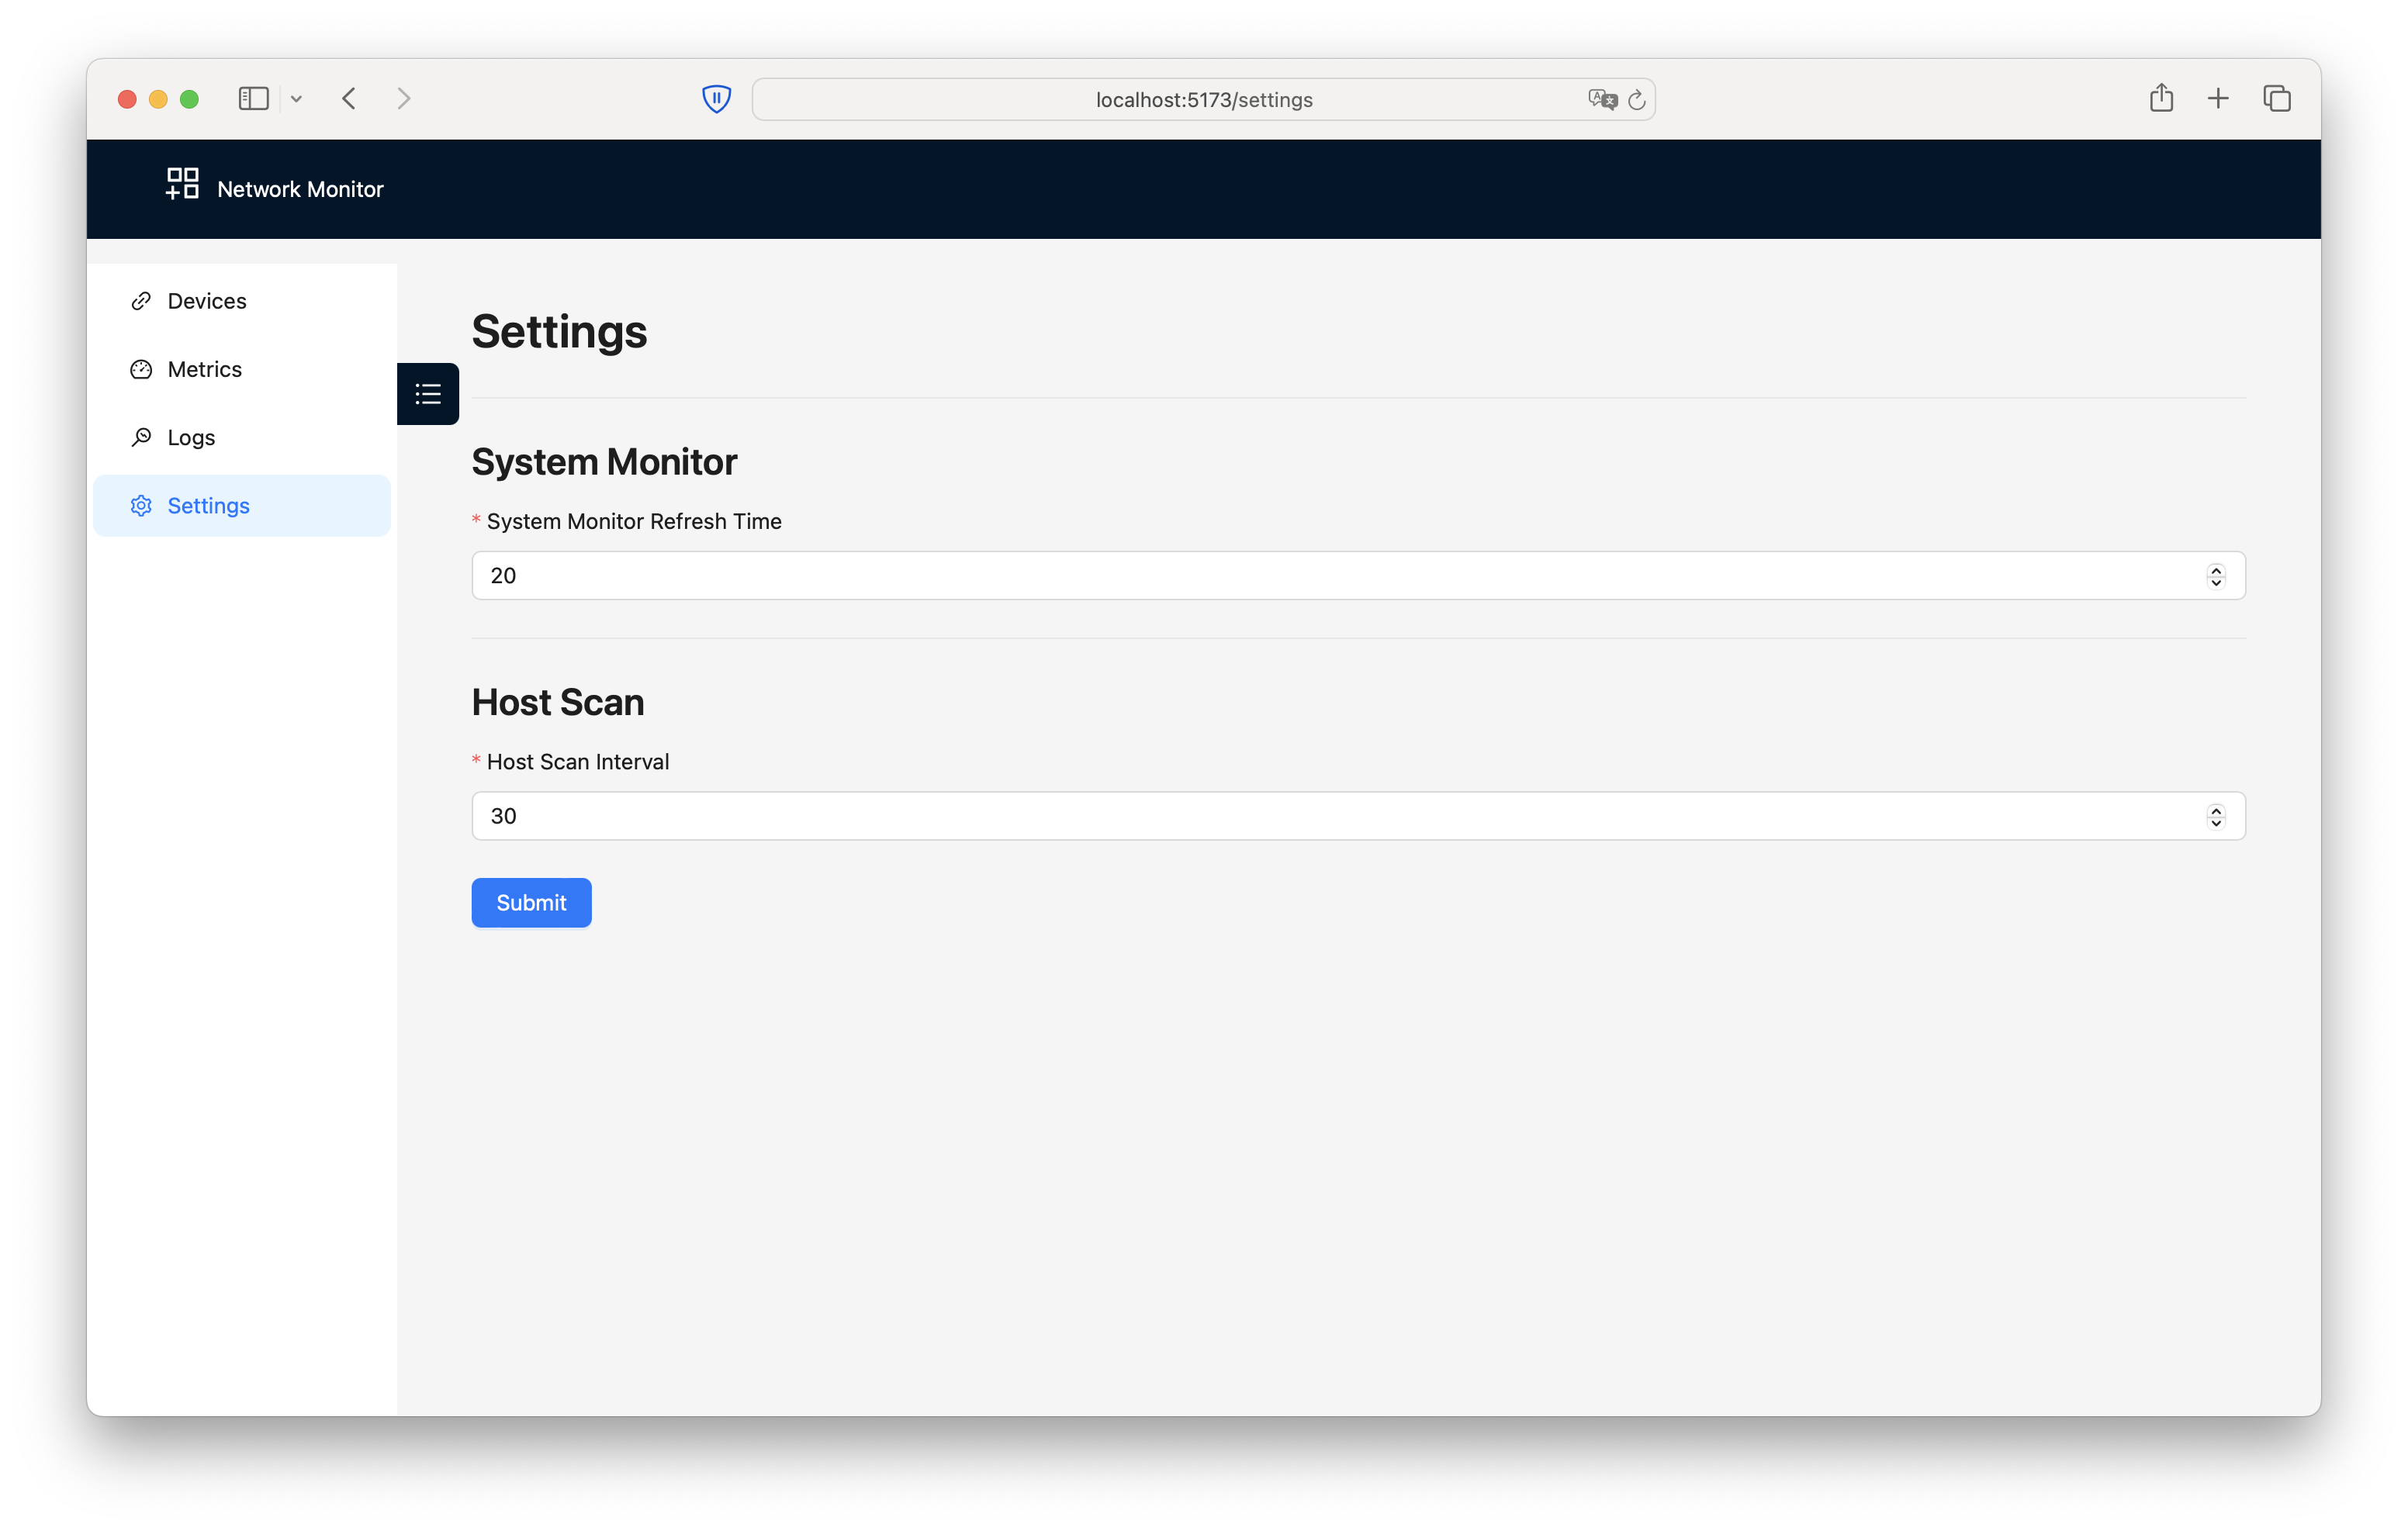 localhost:5173/settings
Network Monitor
Devices
Metrics
Logs
Settings
Settings
System Monitor
* System Monitor Refresh Time
20
Host Scan
* Host Scan Interval
30
Submit